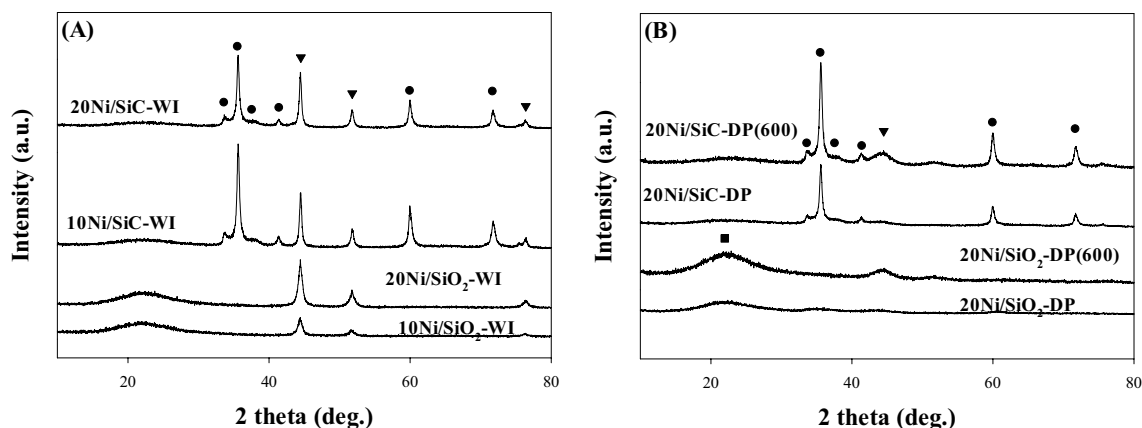 (A)
20Ni/SiC-WI
10Ni/SiC-WI
20Ni/SiO₂-WI
10Ni/SiO₂-WI
Intensity (a.u.)
20 40 60 80
2 theta (deg.)
(B)
20Ni/SiC-DP(600)
20Ni/SiC-DP
20Ni/SiO₂-DP(600)
20Ni/SiO₂-DP
Intensity (a.u.)
20 40 60 80
2 theta (deg.)